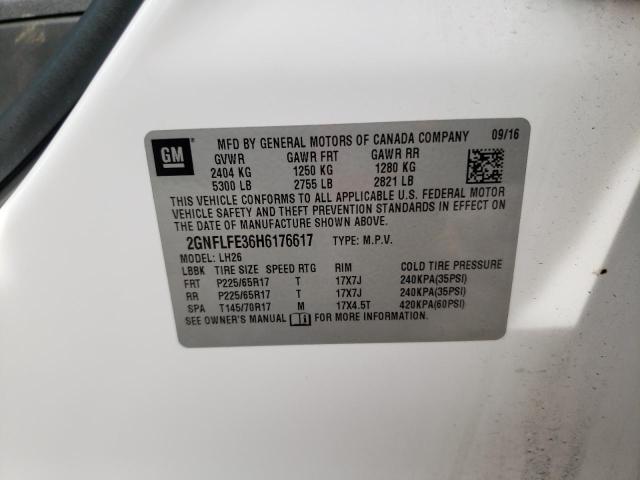 GM
MFD BY GENERAL MOTORS OF CANADA COMPANY 09/16
GVWR GAWR FRT GAWR RR
2404 KG 1250 KG 1280 KG
5300 LB 2755 LB 2821 LB
THIS VEHICLE CONFORMS TO ALL APPLICABLE U.S. FEDERAL MOTOR
VEHICLE SAFETY AND THEFT PREVENTION STANDARDS IN EFFECT ON
THE DATE OF MANUFACTURE SHOWN ABOVE.
2GNFLFE36H6176617 TYPE: M.P.V.
MODEL: LH26
LBBK TIRE SIZE SPEED RTG RIM COLD TIRE PRESSURE
FRT P225/65R17 T 17X7J 240KPA(35PSI)
RR P225/65R17 T 17X7J 240KPA(35PSI)
SPA T145/70R17 M 17X4.5T 420KPA(60PSI)
SEE OWNER'S MANUAL FOR MORE INFORMATION.